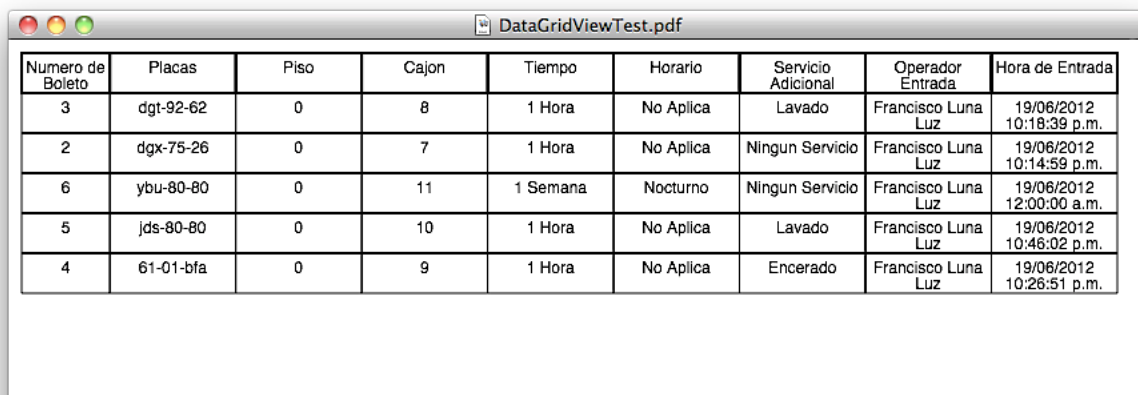 DataGridViewTest.pdf
Numero de Boleto Placas Piso Cajon Tiempo Horario Servicio Adicional Operador Entrada Hora de Entrada
3 dgt-92-62 0 8 1 Hora No Aplica Lavado Francisco Luna Luz 19/06/2012 10:18:39 p.m.
2 dgx-75-26 0 7 1 Hora No Aplica Ningun Servicio Francisco Luna Luz 19/06/2012 10:14:59 p.m.
6 ybu-80-80 0 11 1 Semana Nocturno Ningun Servicio Francisco Luna Luz 19/06/2012 12:00:00 a.m.
5 jds-80-80 0 10 1 Hora No Aplica Lavado Francisco Luna Luz 19/06/2012 10:46:02 p.m.
4 61-01-bfa 0 9 1 Hora No Aplica Encerado Francisco Luna Luz 19/06/2012 10:26:51 p.m.